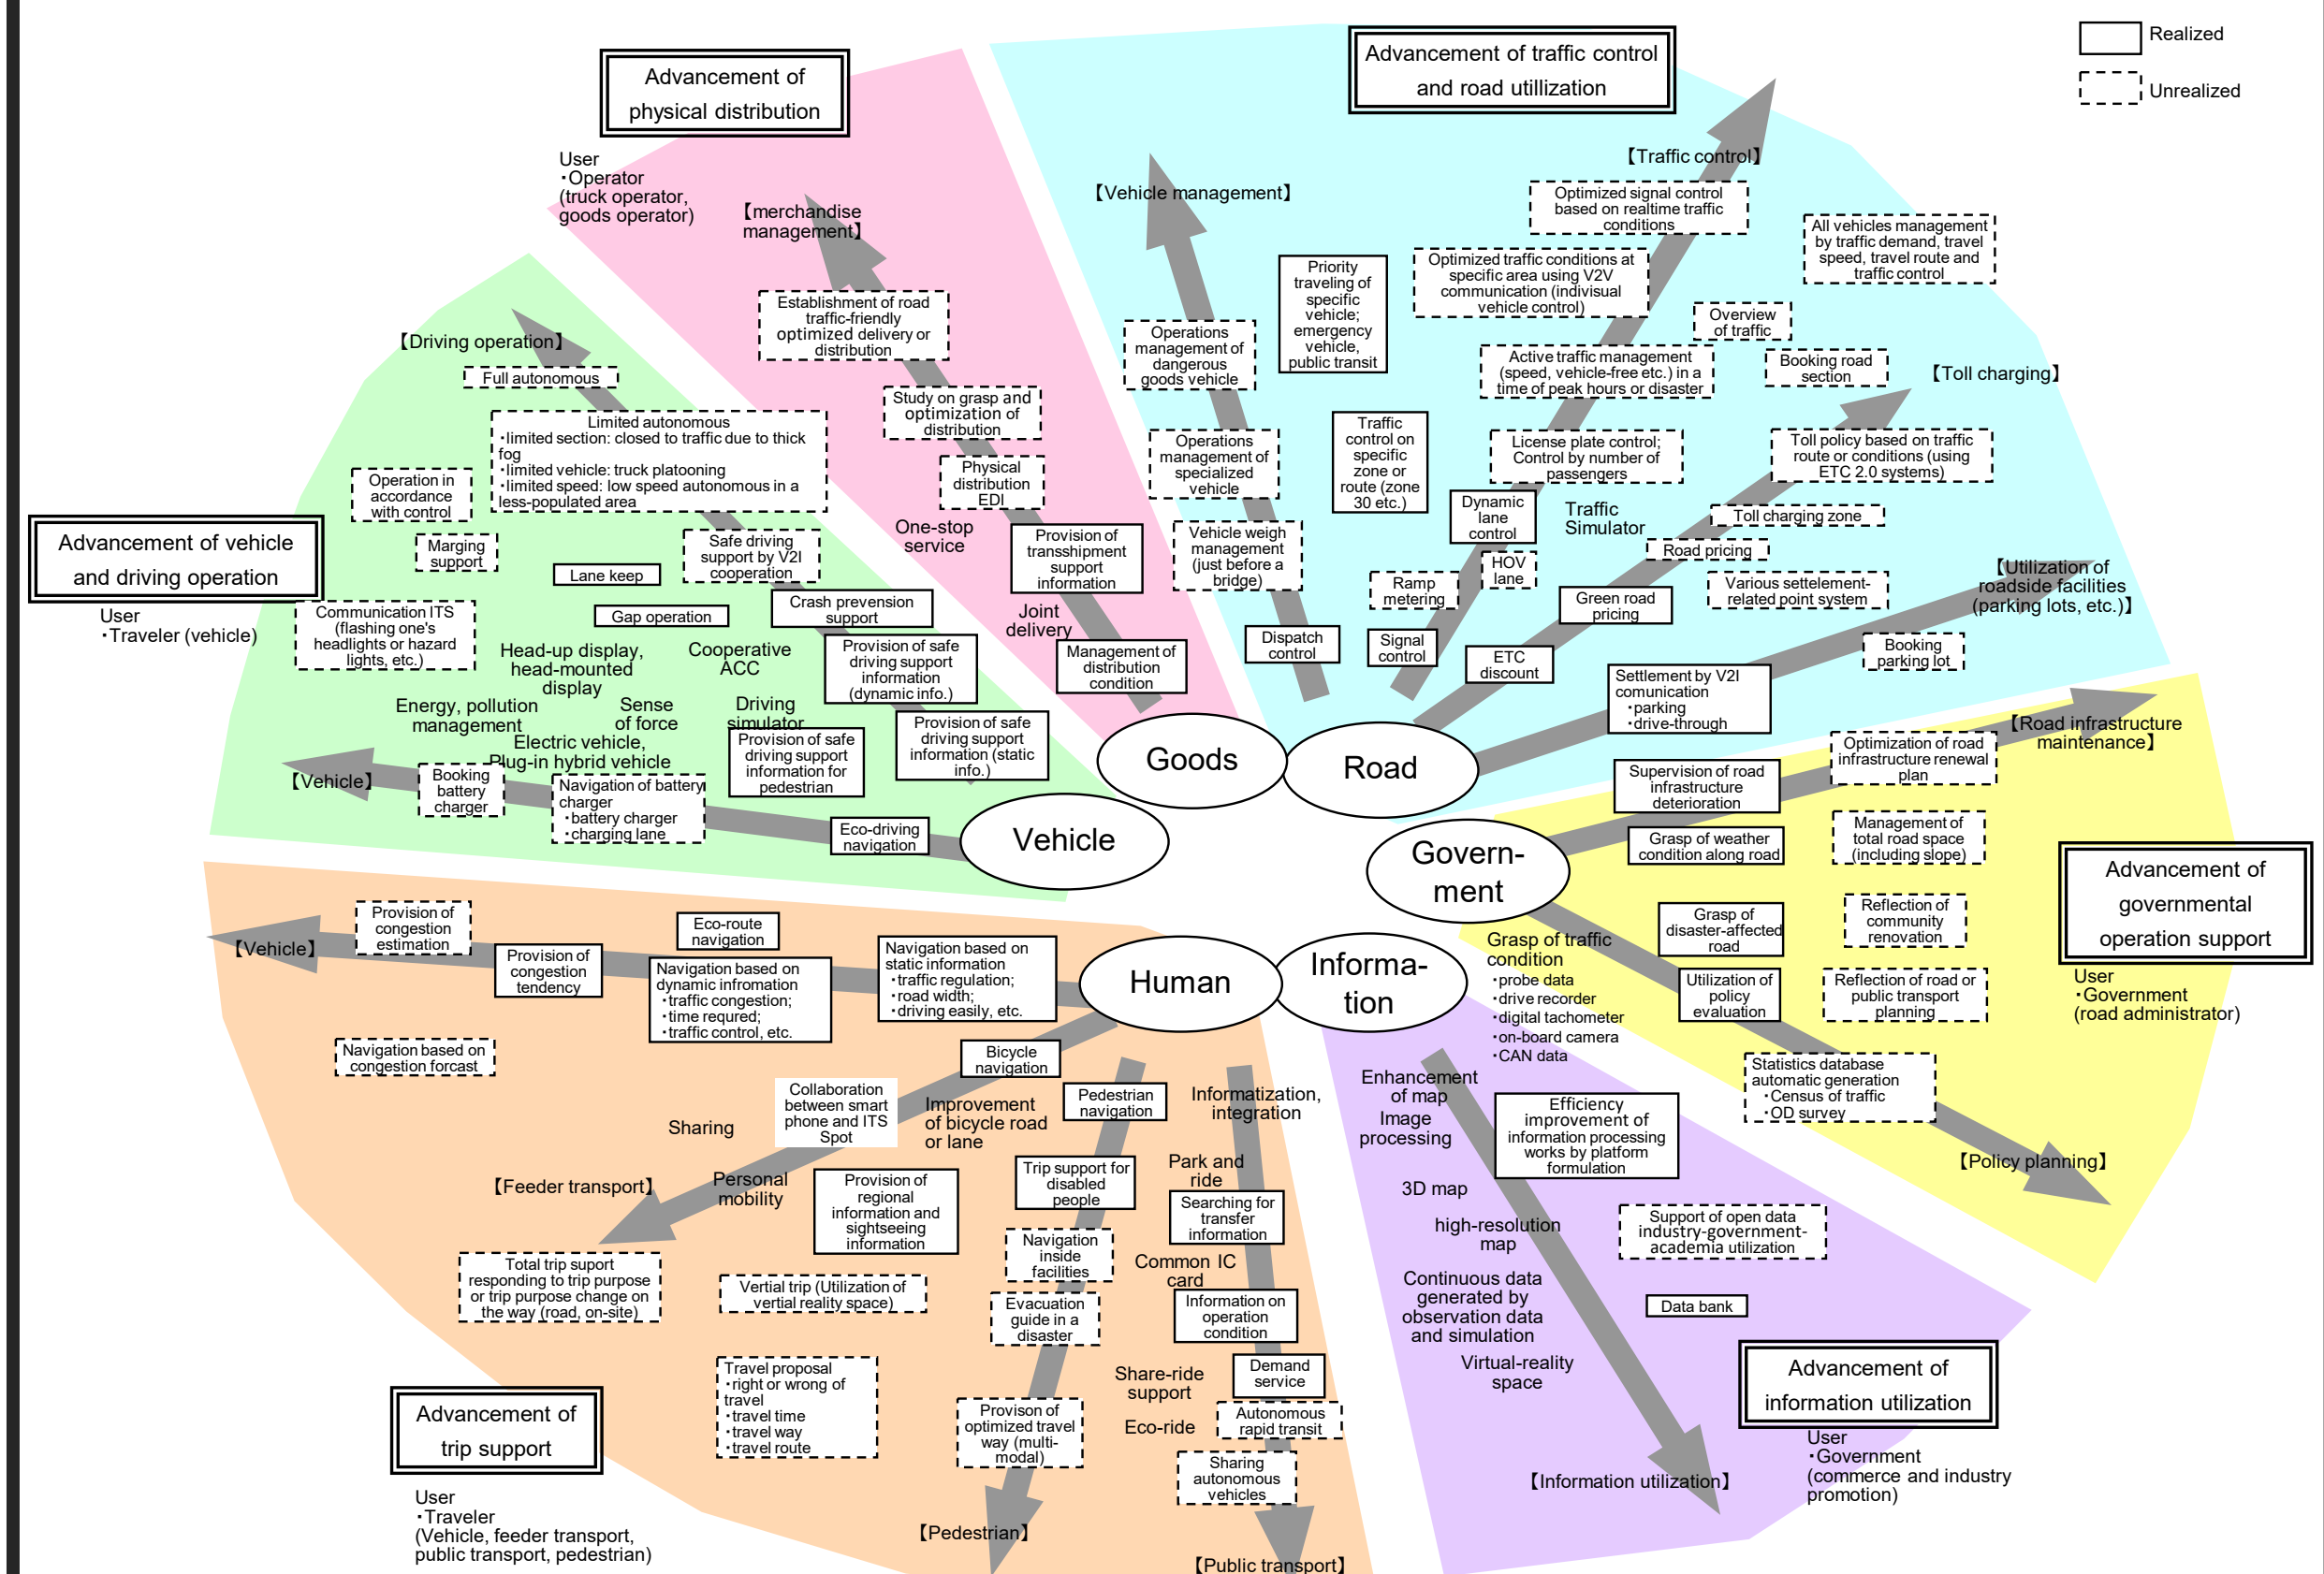 Realized
Unrealized
Advancement of
physical distribution
User
・Operator
(truck operator,
goods operator)
【merchandise
management】
Establishment of road
traffic-friendly
optimized delivery or
distribution
Study on grasp and
optimization of
distribution
Physical
distribution
EDI
One-stop
service
Provision of
transshipment
support
information
Joint
delivery
Management of
distribution
condition
Goods
Advancement of traffic control
and road utillization
【Vehicle management】
Operations
management of
dangerous
goods vehicle
Operations
management of
specialized
vehicle
Vehicle weigh
management
(just before a
bridge)
Dispatch
control
Priority
traveling of
specific
vehicle;
emergency
vehicle,
public transit
Traffic
control on
specific
zone or
route (zone
30 etc.)
【Traffic control】
Optimized signal control
based on realtime traffic
conditions
Optimized traffic conditions at
specific area using V2V
communication (indivisual
vehicle control)
Active traffic management
(speed, vehicle-free etc.) in a
time of peak hours or disaster
License plate control;
Control by number of
passengers
Dynamic
lane
control
Traffic
Simulator
HOV
lane
Ramp
metering
Signal
control
All vehicles management
by traffic demand, travel
speed, travel route and
traffic control
Overview
of traffic
Booking road
section
【Toll charging】
Toll policy based on traffic
route or conditions (using
ETC 2.0 systems)
Toll charging zone
Road pricing
Various settelement-
related point system
Green road
pricing
ETC
discount
【Utilization of
roadside facilities
(parking lots, etc.)】
Booking
parking lot
Settlement by V2I
comunication
・parking
・drive-through
Road
Advancement of vehicle
and driving operation
User
・Traveler (vehicle)
【Driving operation】
Full autonomous
Limited autonomous
・limited section: closed to traffic due to thick
fog
・limited vehicle: truck platooning
・limited speed: low speed autonomous in a
less-populated area
Operation in
accordance
with control
Marging
support
Safe driving
support by V2I
cooperation
Lane keep
Gap operation
Crash prevension
support
Communication ITS
(flashing one's
headlights or hazard
lights, etc.)
Head-up display,
head-mounted
display
Cooperative
ACC
Provision of safe
driving support
information
(dynamic info.)
Energy, pollution
management
Sense
of force
Driving
simulator
Provision of safe
driving support
information (static
info.)
Electric vehicle,
Plug-in hybrid vehicle
Provision of safe
driving support
information for
pedestrian
【Vehicle】
Booking
battery
charger
Navigation of battery
charger
・battery charger
・charging lane
Eco-driving
navigation
Vehicle
【Road infrastructure
maintenance】
Optimization of road
infrastructure renewal
plan
Supervision of road
infrastructure
deterioration
Grasp of weather
condition along road
Management of
total road space
(including slope)
Govern-
ment
Advancement of
governmental
operation support
User
・Government
(road administrator)
Grasp of
disaster-affected
road
Reflection of
community
renovation
Grasp of traffic
condition
・probe data
・drive recorder
・digital tachometer
・on-board camera
・CAN data
Utilization of
policy
evaluation
Reflection of road or
public transport
planning
Statistics database
automatic generation
・Census of traffic
・OD survey
【Policy planning】
【Vehicle】
Provision of
congestion
estimation
Provision of
congestion
tendency
Eco-route
navigation
Navigation based on
dynamic infromation
・traffic congestion;
・time requred;
・traffic control, etc.
Navigation based on
static information
・traffic regulation;
・road width;
・driving easily, etc.
Human
Navigation based on
congestion forcast
Bicycle
navigation
Collaboration
between smart
phone and ITS
Spot
Improvement
of bicycle road
or lane
Pedestrian
navigation
Informatization,
integration
Sharing
【Feeder transport】
Personal
mobility
Provision of
regional
information and
sightseeing
information
Trip support for
disabled
people
Park and
ride
Searching for
transfer
information
Total trip suport
responding to trip purpose
or trip purpose change on
the way (road, on-site)
Vertial trip (Utilization of
vertial reality space)
Navigation
inside
facilities
Common IC
card
Evacuation
guide in a
disaster
Information on
operation
condition
Travel proposal
・right or wrong of
travel
・travel time
・travel way
・travel route
Share-ride
support
Demand
service
Provison of
optimized travel
way (multi-
modal)
Eco-ride
Autonomous
rapid transit
Sharing
autonomous
vehicles
【Pedestrian】
【Public transport】
Advancement of
trip support
User
・Traveler
(Vehicle, feeder transport,
public transport, pedestrian)
Informa-
tion
Enhancement
of map
Image
processing
Efficiency
improvement of
information processing
works by platform
formulation
3D map
high-resolution
map
Support of open data
industry-government-
academia utilization
Continuous data
generated by
observation data
and simulation
Data bank
Virtual-reality
space
【Information utilization】
Advancement of
information utilization
User
・Government
(commerce and industry
promotion)